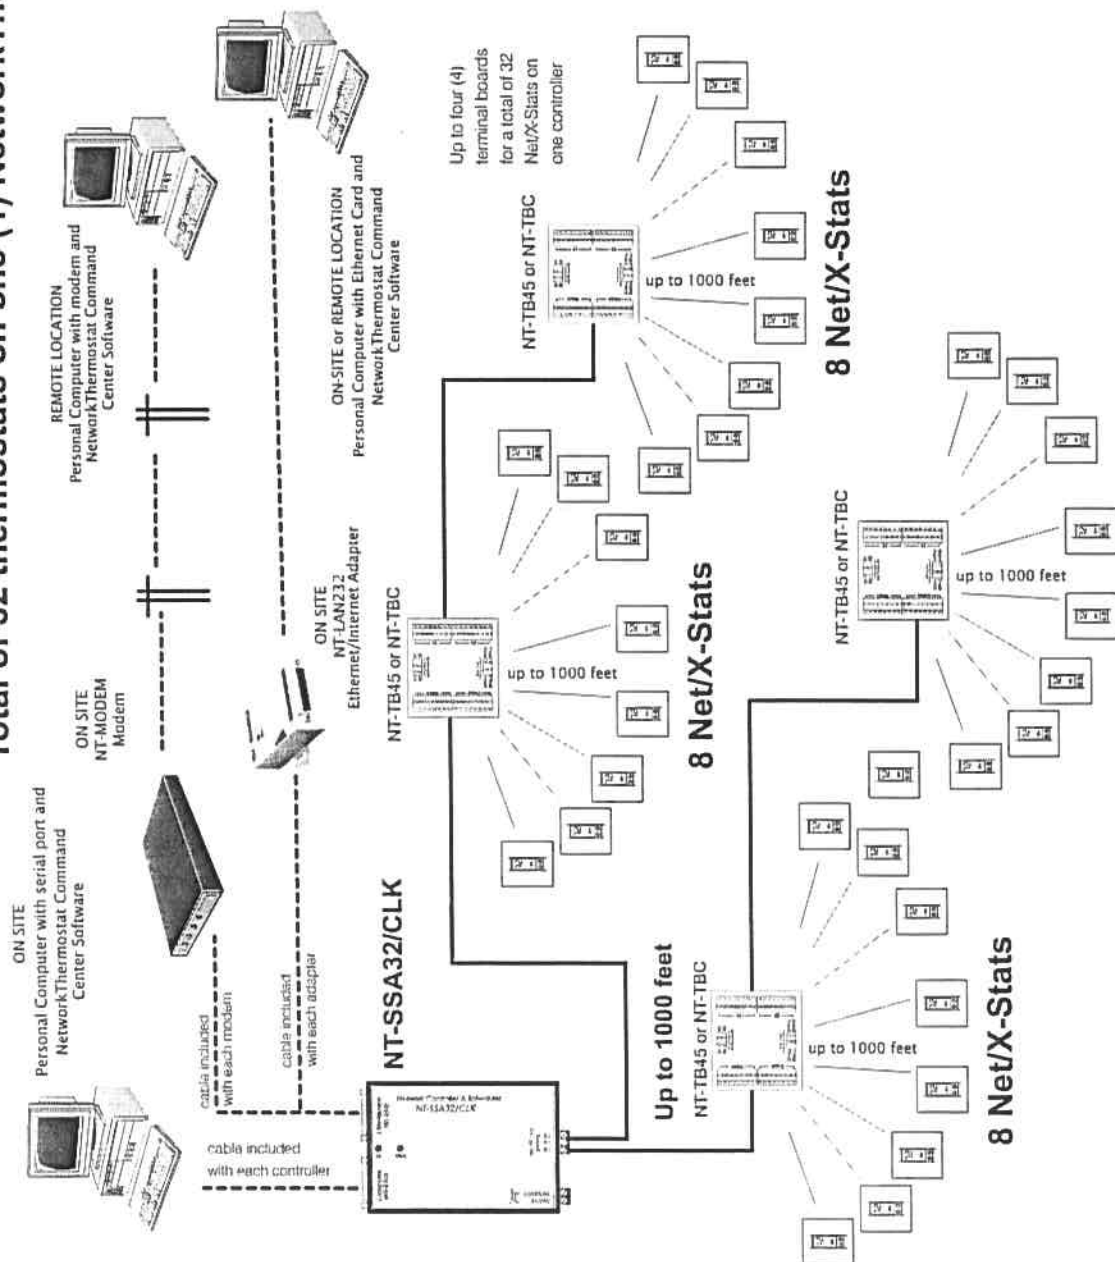 Total of 32 thermostats on one (1) Network
ON SITE
Personal Computer with serial port and
NetworkThermostat Command
Center Software
ON SITE
NT-MODEM
Modem
REMOTE LOCATION
Personal Computer with modem and
NetworkThermostat Command
Center Software
ON SITE
NT-LAN232
Ethernet/Internet Adapter
ON-SITE or REMOTE LOCATION
Personal Computer with Ethernet Card and
NetworkThermostat Command
Center Software
cable included
with each modem
cable included
with each adapter
cable included
with each controller
NT-SSA32/CLK
NT-SSA32/CLK
Up to four (4)
terminal boards
for a total of 32
Net/X-Stats on
one controller
NT-TB45 or NT-TBC
up to 1000 feet
8 Net/X-Stats
NT-TB45 or NT-TBC
up to 1000 feet
8 Net/X-Stats
Up to 1000 feet
NT-TB45 or NT-TBC
up to 1000 feet
8 Net/X-Stats
NT-TB45 or NT-TBC
up to 1000 feet